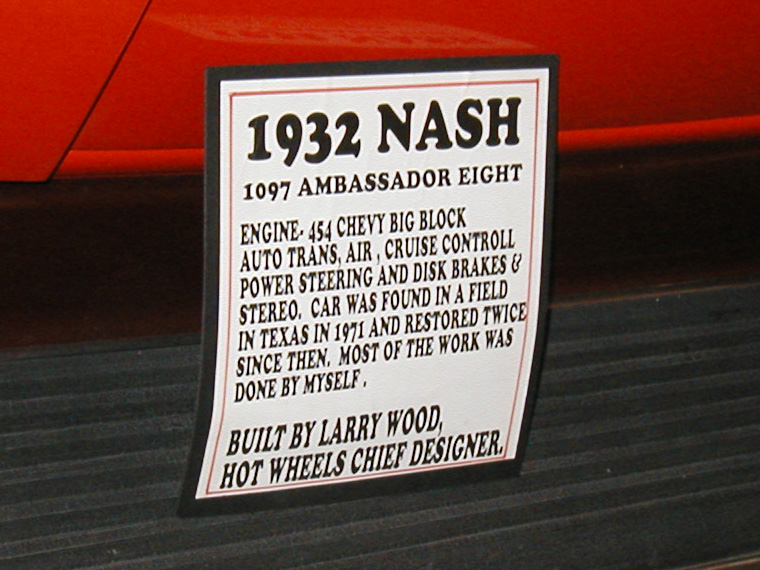 1932 NASH
1097 AMBASSADOR EIGHT
ENGINE- 454 CHEVY BIG BLOCK
AUTO TRANS, AIR , CRUISE CONTROLL
POWER STEERING AND DISK BRAKES &
STEREO. CAR WAS FOUND IN A FIELD
IN TEXAS IN 1971 AND RESTORED TWICE
SINCE THEN. MOST OF THE WORK WAS
DONE BY MYSELF .
BUILT BY LARRY WOOD,
HOT WHEELS CHIEF DESIGNER.